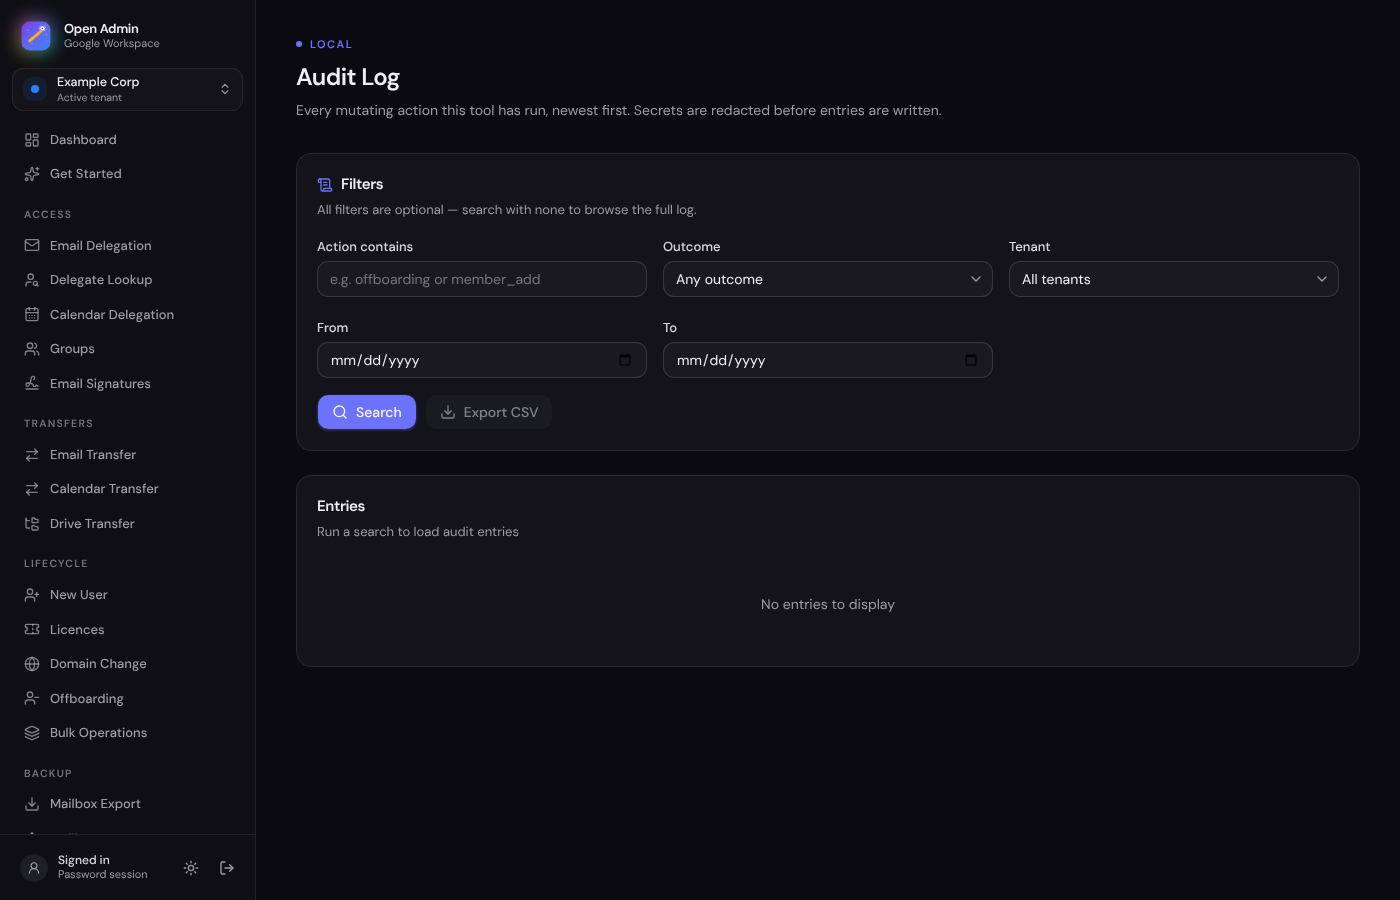 Open Admin
Google Workspace
Example Corp
Active tenant
Dashboard
Get Started
ACCESS
Email Delegation
Delegate Lookup
Calendar Delegation
Groups
Email Signatures
TRANSFERS
Email Transfer
Calendar Transfer
Drive Transfer
LIFECYCLE
New User
Licences
Domain Change
Offboarding
Bulk Operations
BACKUP
Mailbox Export
Signed in
Password session
LOCAL
Audit Log
Every mutating action this tool has run, newest first. Secrets are redacted before entries are written.
Filters
All filters are optional — search with none to browse the full log.
Action contains
Outcome
Tenant
e.g. offboarding or member_add
Any outcome
All tenants
From
To
mm/dd/yyyy
mm/dd/yyyy
Search
Export CSV
Entries
Run a search to load audit entries
No entries to display